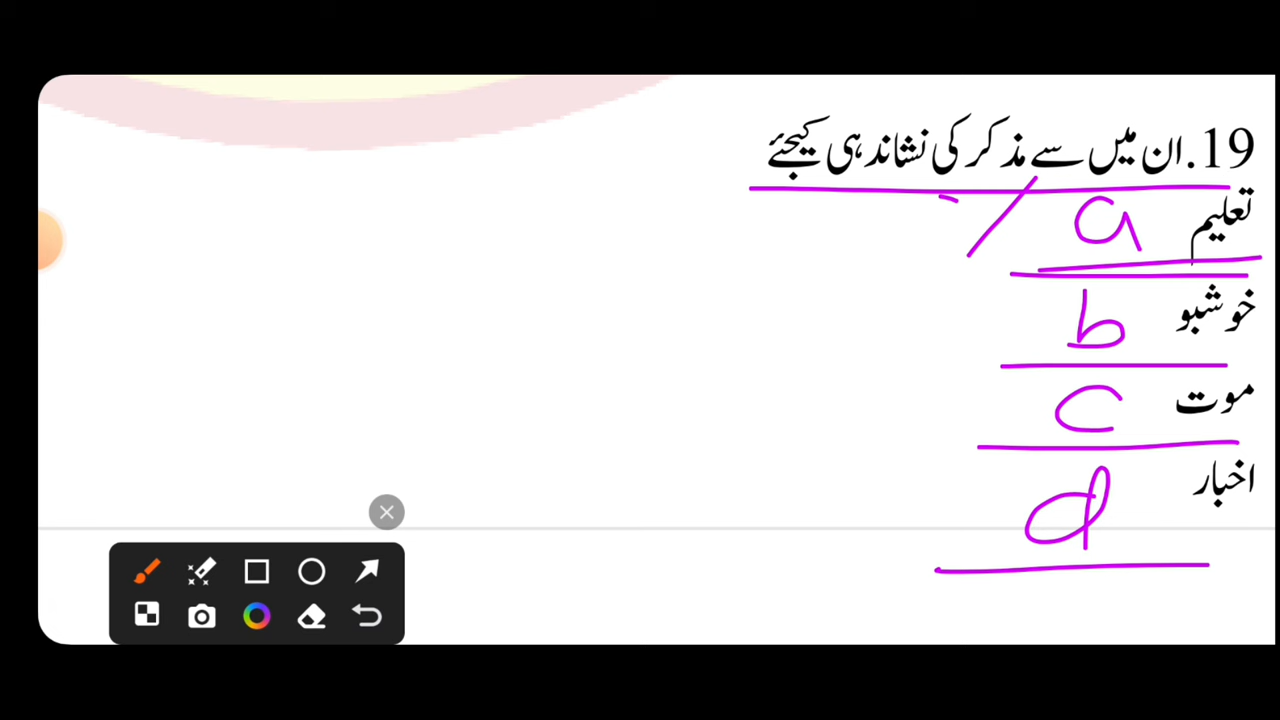 19.ان میں سے مذکر کی نشاندہی کیجئے
تعلیم a
خوشبو b
موت c
اخبار d